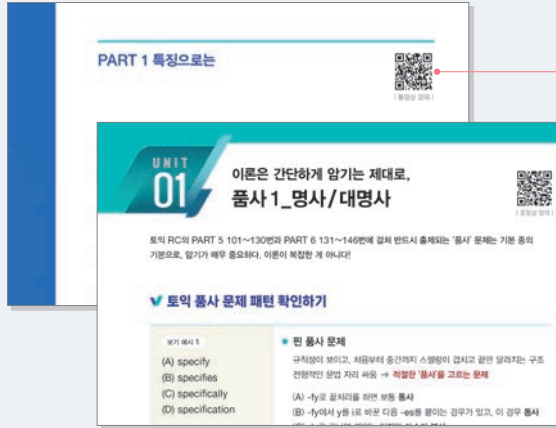 PART 1 특징으로는
[ 동영상 강의 ]
UNIT
01
이론은 간단하게 암기는 제대로,
품사 1_명사/대명사
[ 동영상 강의 ]
토익 RC의 PART 5 101~130번과 PART 6 131~146번에 걸쳐 반드시 출제되는 '품사' 문제는 기본 중의
기본으로, 암기가 매우 중요하다. 이론이 복잡한 게 아니다!
토익 품사 문제 패턴 확인하기
보기 예시 1
(A) specify
(B) specifies
(C) specifically
(D) specification
찐 품사 문제
규칙성이 보이고, 처음부터 중간까지 스펠링이 겹치고 끝만 달라지는 구조
전형적인 문법 자리 싸움 → 적절한 '품사'를 고르는 문제
(A) -fy로 끝처리를 하면 보통 동사
(B) -fy에서 y를 i로 바꾼 다음 -es를 붙이는 경우가 있고, 이 경우 동사